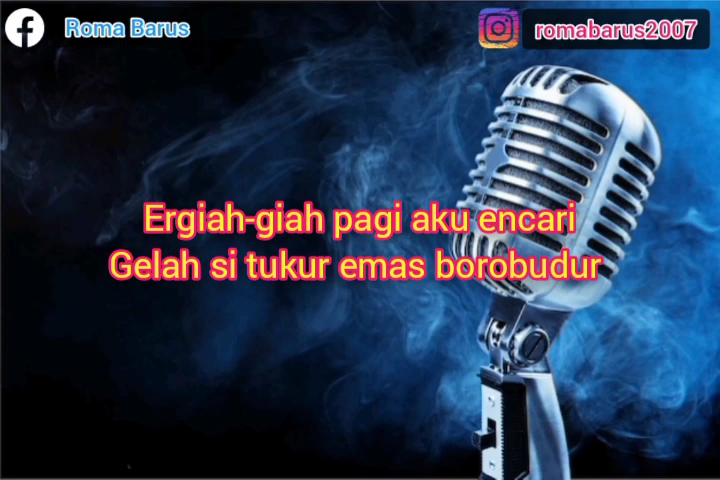 Roma Barus
romabarus2007
Ergiah-giah pagi aku encari
Gelah si tukur emas borobudur